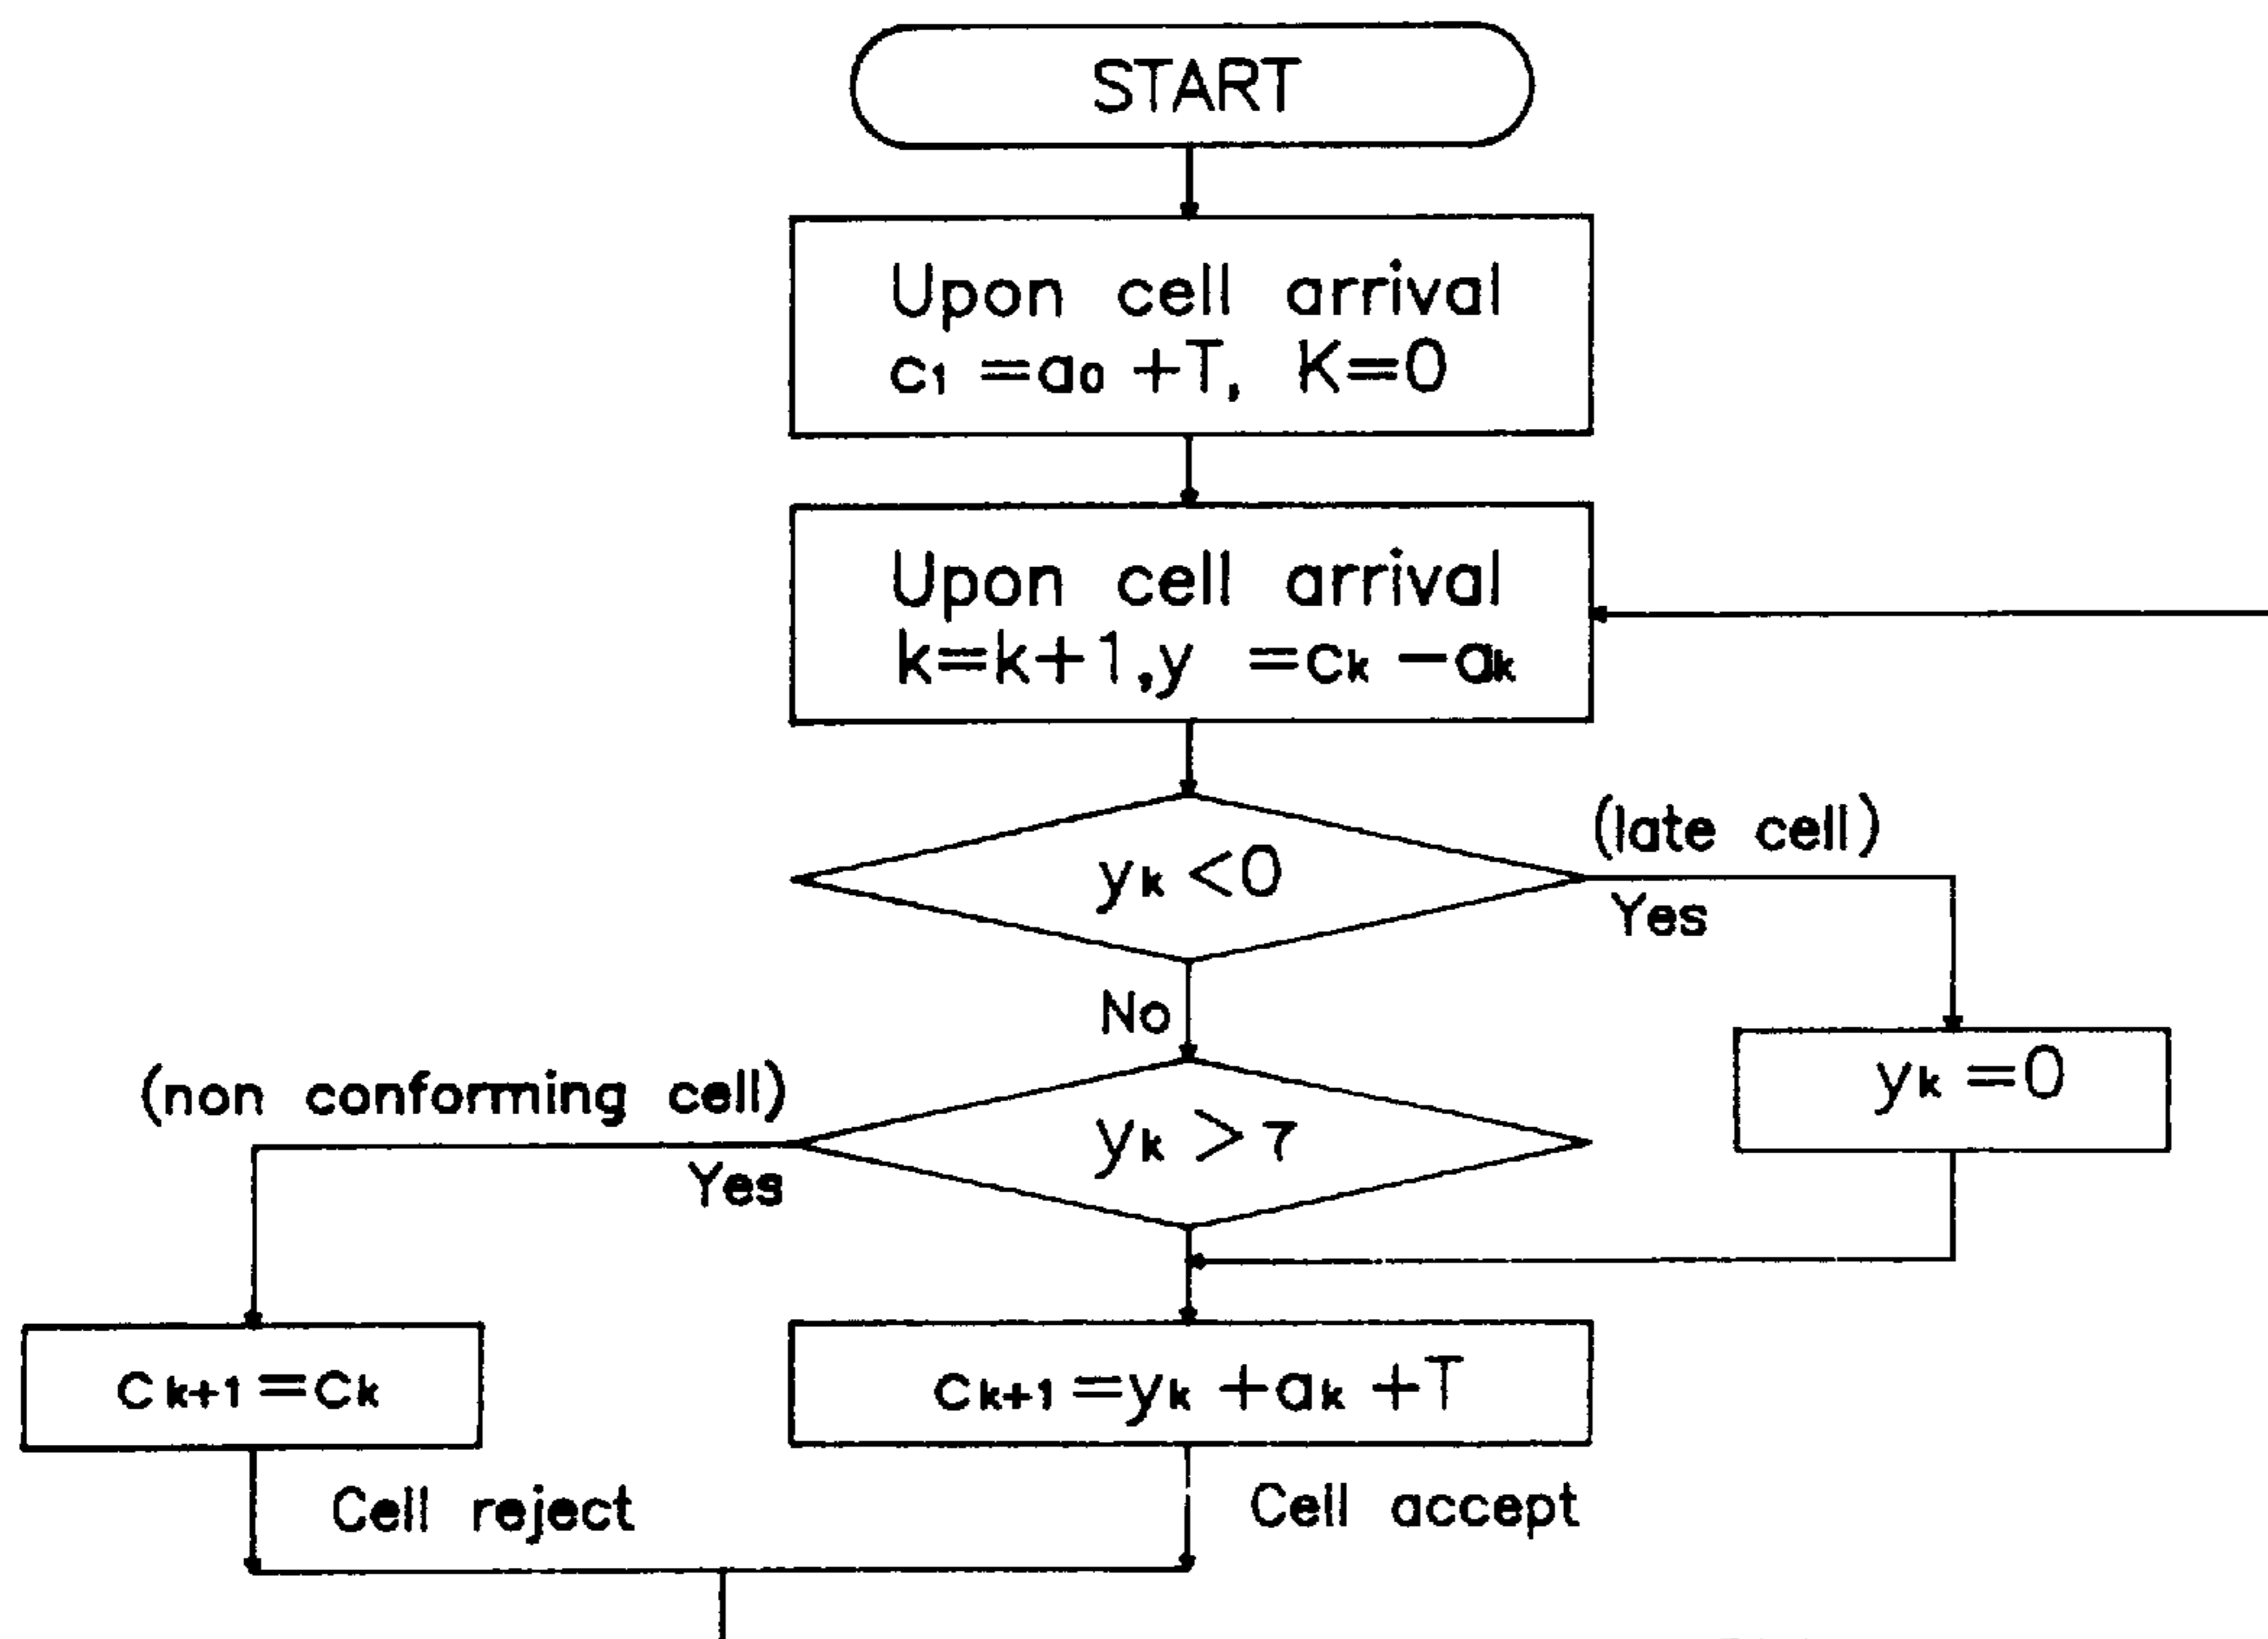 START
Upon cell arrival
c₁ =a₀ +T, K=0
Upon cell arrival
k=k+1,y =cₖ −aₖ
yₖ <0
(late cell)
Yes
No
yₖ =0
(non conforming cell)
Yes
yₖ >τ
cₖ₊₁ =cₖ
cₖ₊₁ =yₖ +aₖ +T
Cell reject
Cell accept